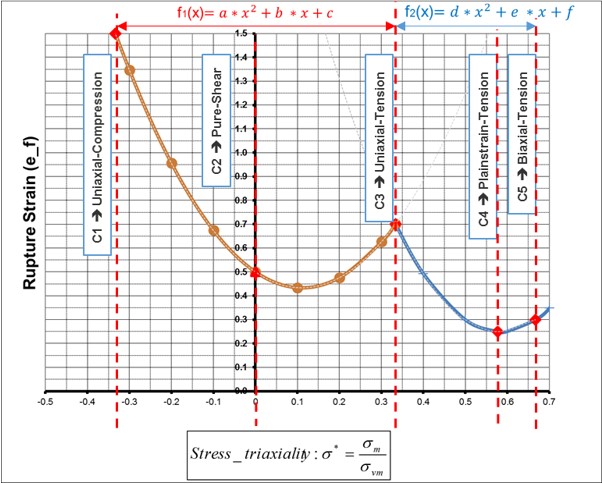 f₁(x)= a * x² + b * x + c
f₂(x)= d * x² + e * x + f
Rupture Strain (e_f)
1.5
1.4
1.3
1.2
1.1
1.0
0.9
0.8
0.7
0.6
0.5
0.4
0.3
0.2
0.1
0.0
C1 ➔ Uniaxial-Compression
C2 ➔ Pure-Shear
C3 ➔ Uniaxial-Tension
C4 ➔ Plainstrain-Tension
C5 ➔ Biaxial-Tension
-0.5 -0.4 -0.3 -0.2 -0.1 0 0.1 0.2 0.3 0.4 0.5 0.6 0.7
Stress_triaxiality : σ* = σm / σvm